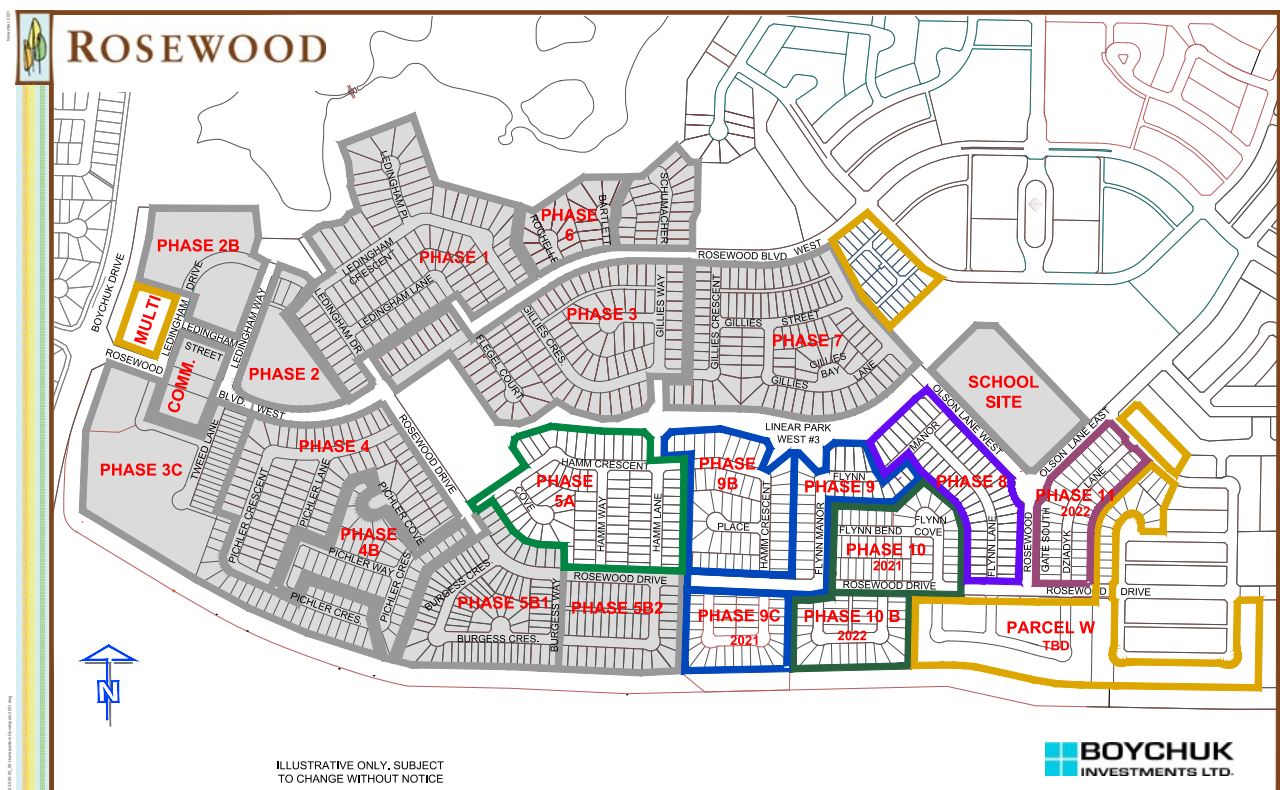 November 2021
ROSEWOOD
LEDINGHAM PL
SCHUMACHER
BARTLETT
ROCHELLE
PHASE
6
PHASE 2B
LEDINGHAM
CRESCENT
PHASE 1
ROSEWOOD BLVD. WEST
BOYCHUK DRIVE
LEDINGHAM DRIVE
LEDINGHAM WAY
LEDINGHAM LANE
LEDINGHAM DR
MULTI
LEDINGHAM
STREET
ROSEWOOD
BLVD. WEST
COMM.
PHASE 2
GILLIES CRES.
PHASE 3
GILLIES WAY
FLEGEL COURT
GILLIES CRESCENT
GILLIES STREET
PHASE 7
GILLIES
BAY
GILLIES LANE
SCHOOL
SITE
OLSON LANE WEST
OLSON LANE EAST
LINEAR PARK
WEST #3
ROSEWOOD DRIVE
PHASE 4
PHASE 3C
TWEED LANE
PICHLER CRESCENT
PICHLER LANE
PICHLER COVE
PHASE
4B
PICHLER WAY
PICHLER CRES.
PICHLER CRES.
HAMM CRESCENT
PHASE
5A
COVE
HAMM WAY
HAMM LANE
PHASE
9B
PLACE
HAMM CRESCENT
FLYNN
PHASE 9
MANOR
FLYNN MANOR
PHASE 8
FLYNN LANE
FLYNN BEND
FLYNN
COVE
PHASE 10
2021
ROSEWOOD DRIVE
ROSEWOOD
GATE SOUTH
DZIADYK
LANE
PHASE 11
2022
ROSEWOOD DRIVE
BURGESS CRES.
PHASE 5B1
BURGESS CRES.
BURGESS WAY
ROSEWOOD DRIVE
PHASE 5B2
PHASE 9C
2021
PHASE 10 B
2022
PARCEL W
TBD
N
ILLUSTRATIVE ONLY. SUBJECT
TO CHANGE WITHOUT NOTICE
BOYCHUK
INVESTMENTS LTD.